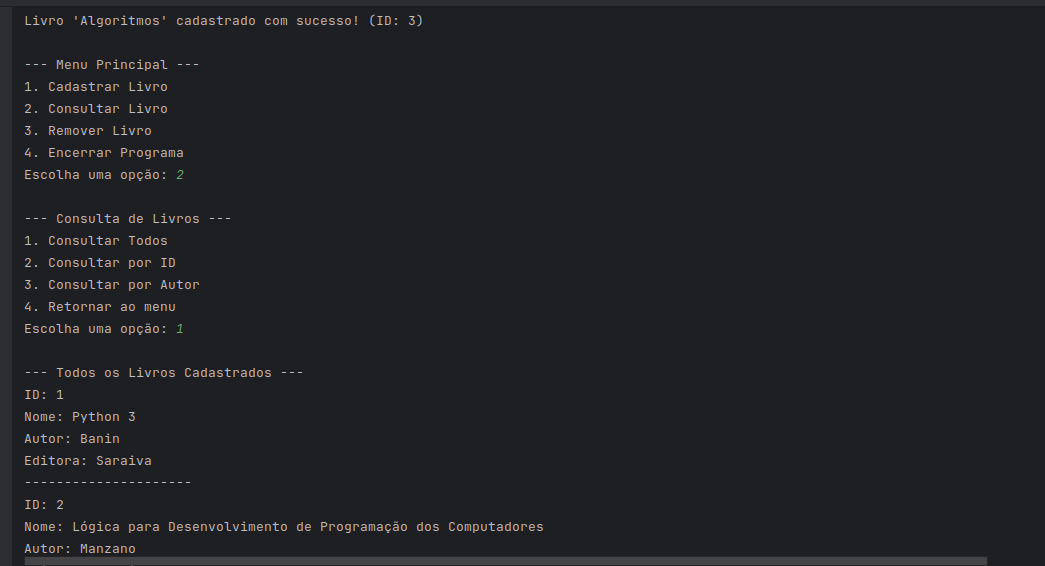 Livro 'Algoritmos' cadastrado com sucesso! (ID: 3)
--- Menu Principal ---
1. Cadastrar Livro
2. Consultar Livro
3. Remover Livro
4. Encerrar Programa
Escolha uma opção: 2
--- Consulta de Livros ---
1. Consultar Todos
2. Consultar por ID
3. Consultar por Autor
4. Retornar ao menu
Escolha uma opção: 1
--- Todos os Livros Cadastrados ---
ID: 1
Nome: Python 3
Autor: Banin
Editora: Saraiva
---------------------
ID: 2
Nome: Lógica para Desenvolvimento de Programação dos Computadores
Autor: Manzano